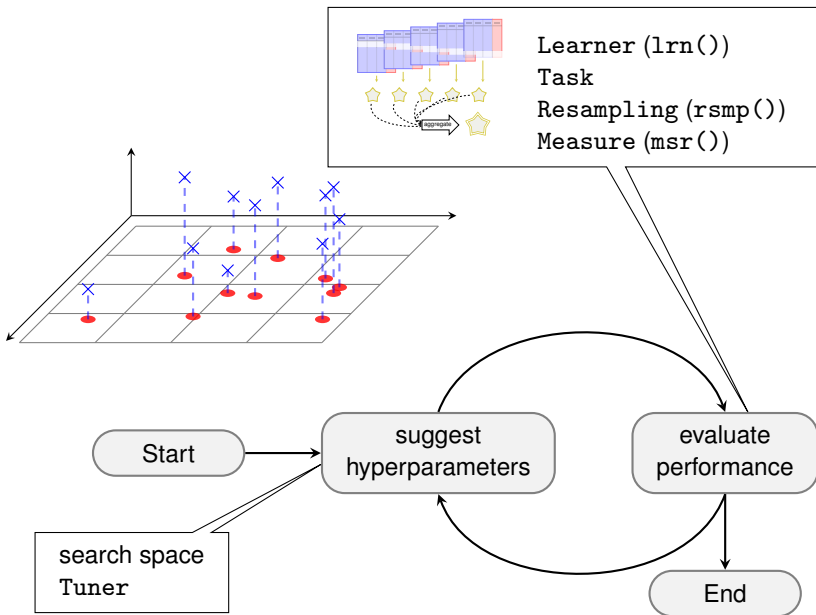 Learner (lrn())
Task
Resampling (rsmp())
Measure (msr())
aggregate
Start
suggest
hyperparameters
evaluate
performance
search space
Tuner
End